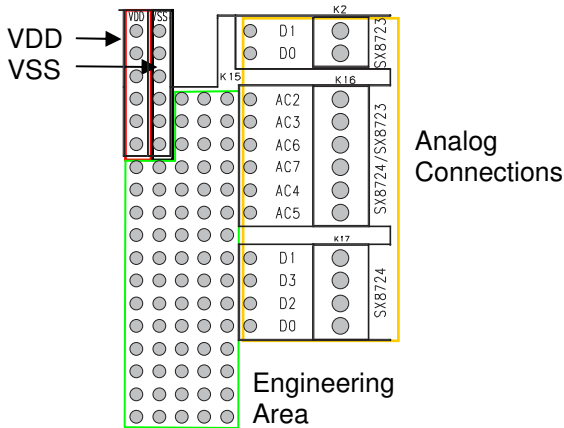 VDD
VSS
VDD VSS
K2
D1
D0
SX8723
K15
K16
AC2
AC3
AC6
AC7
AC4
AC5
SX8724/SX8723
Analog
Connections
K17
D1
D3
D2
D0
SX8724
Engineering
Area